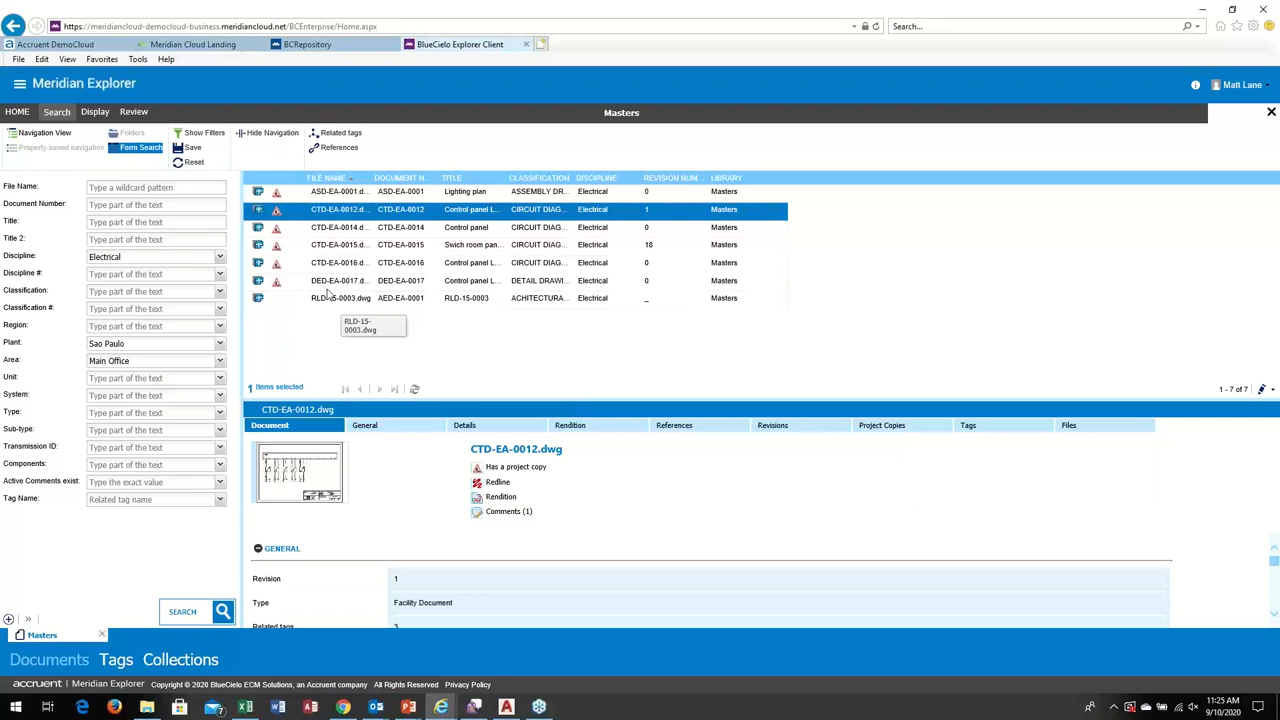 https://meridiancloud-democloud-business.meridiancloud.net/BCEnterprise/Home.aspx
Search...
Accruent DemoCloud
Meridian Cloud Landing
BCRepository
BlueCielo Explorer Client
File Edit View Favorites Tools Help
Meridian Explorer
Matt Lane
HOME Search Display Review
Masters
Navigation View
Folders
Show Filters
Hide Navigation
Related tags
Property-based navigation
Form Search
Save
References
Reset
File Name: Type a wildcard pattern
Document Number: Type part of the text
Title: Type part of the text
Title 2: Type part of the text
Discipline: Electrical
Discipline #: Type part of the text
Classification: Type part of the text
Classification #: Type part of the text
Region: Type part of the text
Plant: Sao Paulo
Area: Main Office
Unit: Type part of the text
System: Type part of the text
Type: Type part of the text
Sub-type: Type part of the text
Transmission ID: Type part of the text
Components: Type part of the text
Active Comments exist: Type the exact value
Tag Name: Related tag name
SEARCH
FILE NAME DOCUMENT N... TITLE CLASSIFICATION DISCIPLINE REVISION NUM... LIBRARY
ASD-EA-0001.d... ASD-EA-0001 Lighting plan ASSEMBLY DR... Electrical 0 Masters
CTD-EA-0012.d... CTD-EA-0012 Control panel L... CIRCUIT DIAG... Electrical 1 Masters
CTD-EA-0014.d... CTD-EA-0014 Control panel CIRCUIT DIAG... Electrical 0 Masters
CTD-EA-0015.d... CTD-EA-0015 Swich room pan... CIRCUIT DIAG... Electrical 18 Masters
CTD-EA-0016.d... CTD-EA-0016 Control panel L... CIRCUIT DIAG... Electrical 0 Masters
DED-EA-0017.d... DED-EA-0017 Control panel L... DETAIL DRAWI... Electrical 0 Masters
RLD-15-0003.dwg AED-EA-0001 RLD-15-0003 ACHITECTURA... Electrical _ Masters
RLD-15-
0003.dwg
1 Items selected
1 - 7 of 7
CTD-EA-0012.dwg
Document General Details Rendition References Revisions Project Copies Tags Files
CTD-EA-0012.dwg
Has a project copy
Redline
Rendition
Comments (1)
GENERAL
Revision 1
Type Facility Document
Related tags 3
Masters
Documents Tags Collections
accruent | Meridian Explorer Copyright © 2020 BlueCielo ECM Solutions, an Accruent company All Rights Reserved Privacy Policy
11:25 AM
9/10/2020